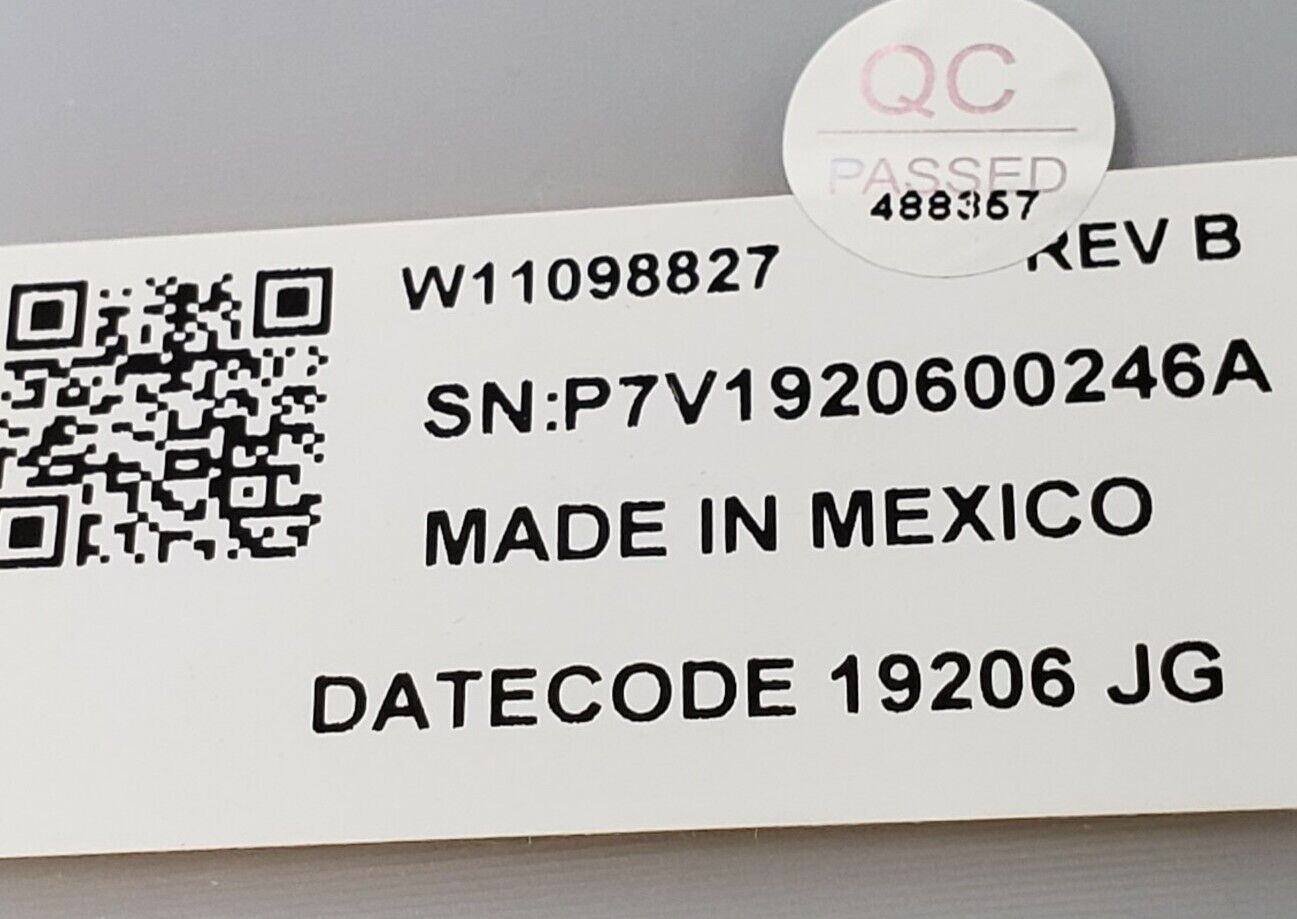 QC
PASSED
488367
W11098827 REV B
SN:P7V1920600246A
MADE IN MEXICO
DATECODE 19206 JG